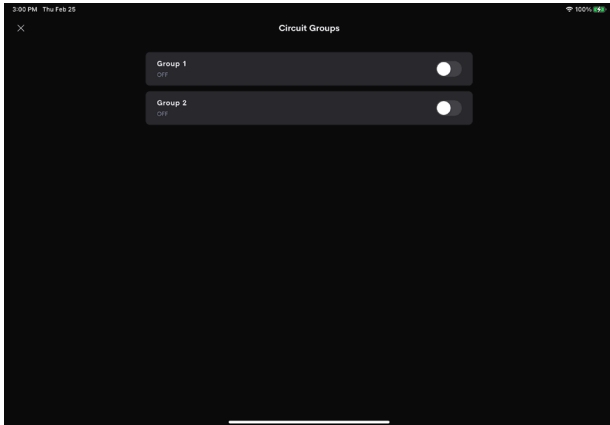 3:00 PM Thu Feb 25
100%
Circuit Groups
Group 1
OFF
Group 2
OFF